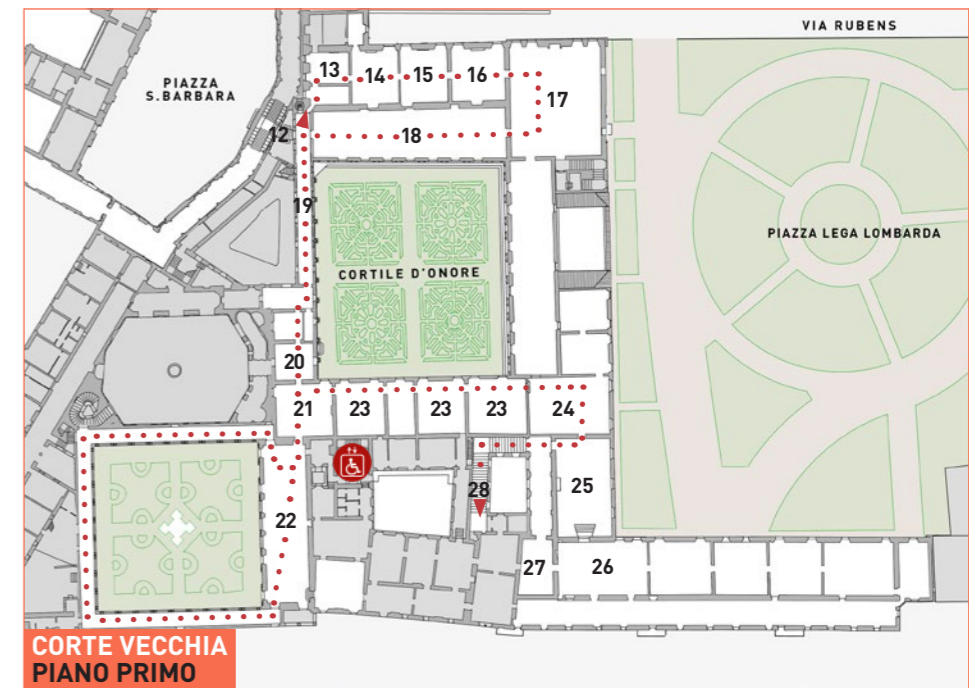 VIA RUBENS
13
14
15
16
17
PIAZZA
S.BARBARA
12
18
19
PIAZZA LEGA LOMBARDA
CORTILE D'ONORE
20
21
23
23
23
24
28
25
22
27
26
CORTE VECCHIA
PIANO PRIMO